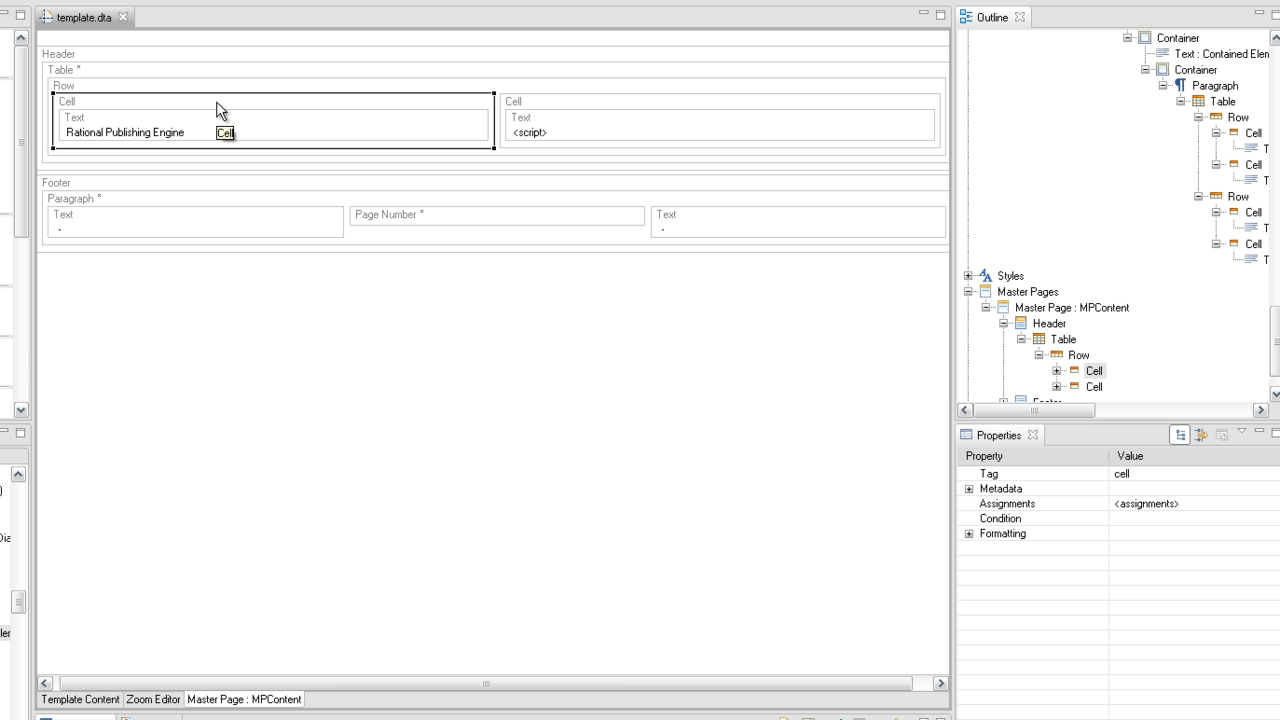 template.dta
Header
Table *
Row
Cell
Text
Rational Publishing Engine
Cell
Cell
Text
<script>
Footer
Paragraph *
Text
.
Page Number *
Text
.
Template Content
Zoom Editor
Master Page : MPContent
Outline
Container
Text : Contained Elen
Container
Paragraph
Table
Row
Cell
T
Cell
T
Row
Cell
T
Cell
T
Styles
Master Pages
Master Page : MPContent
Header
Table
Row
Cell
Cell
Properties
Property Value
Tag cell
Metadata
Assignments <assignments>
Condition
Formatting